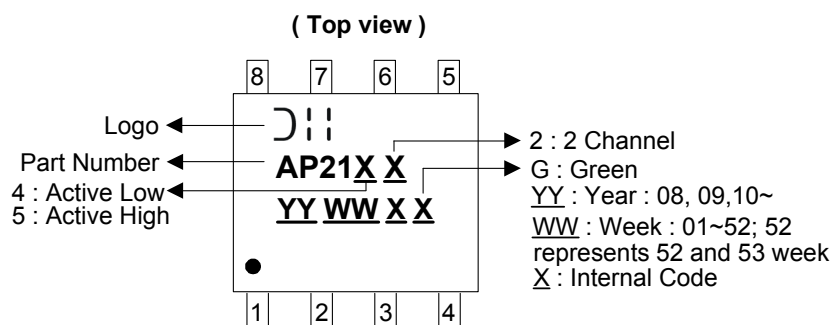 ( Top view )
8 7 6 5
Logo
Part Number
4 : Active Low
5 : Active High
AP21X X
YY WW X X
2 : 2 Channel
G : Green
YY : Year : 08, 09,10~
WW : Week : 01~52; 52
represents 52 and 53 week
X : Internal Code
1 2 3 4